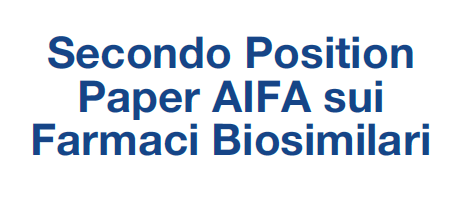 Secondo Position
Paper AIFA sui
Farmaci Biosimilari